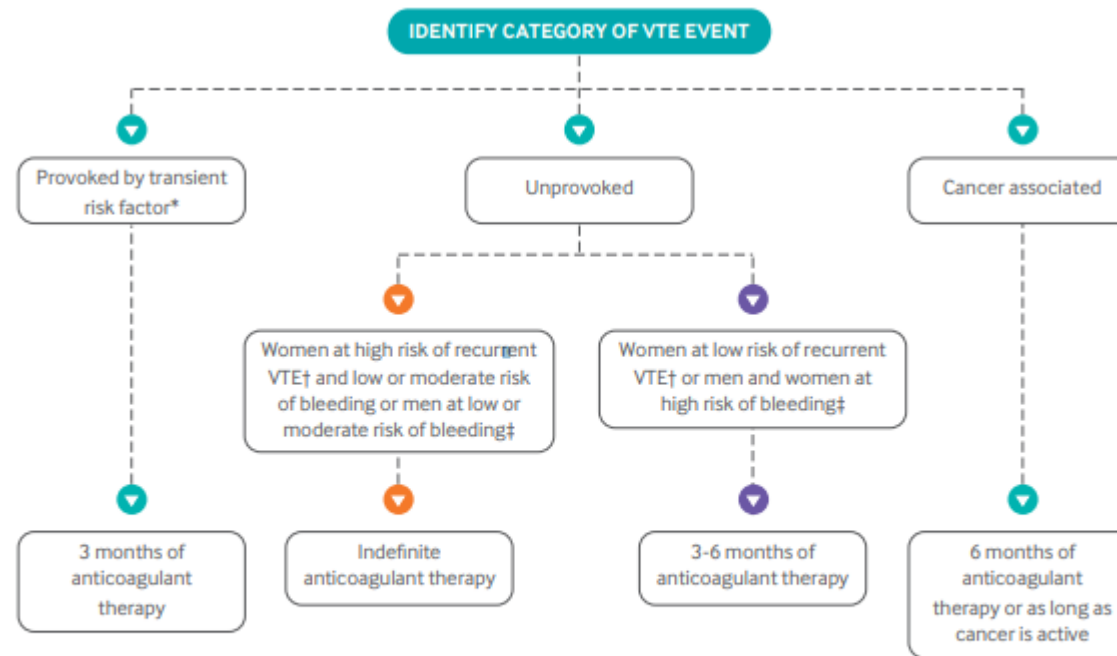 IDENTIFY CATEGORY OF VTE EVENT
Provoked by transient
risk factor*
Unprovoked
Cancer associated
Women at high risk of recurrent
VTE† and low or moderate risk
of bleeding or men at low or
moderate risk of bleeding‡
Women at low risk of recurrent
VTE† or men and women at
high risk of bleeding‡
3 months of
anticoagulant
therapy
Indefinite
anticoagulant therapy
3-6 months of
anticoagulant therapy
6 months of
anticoagulant
therapy or as long as
cancer is active